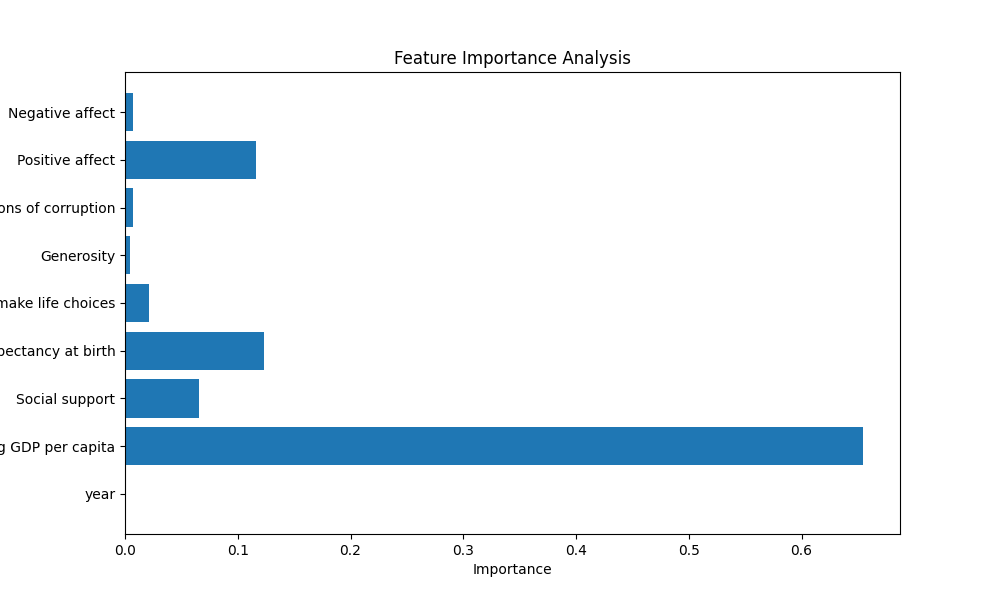 Feature Importance Analysis
Negative affect
Positive affect
ons of corruption
Generosity
make life choices
pectancy at birth
Social support
g GDP per capita
year
0.0 0.1 0.2 0.3 0.4 0.5 0.6
Importance